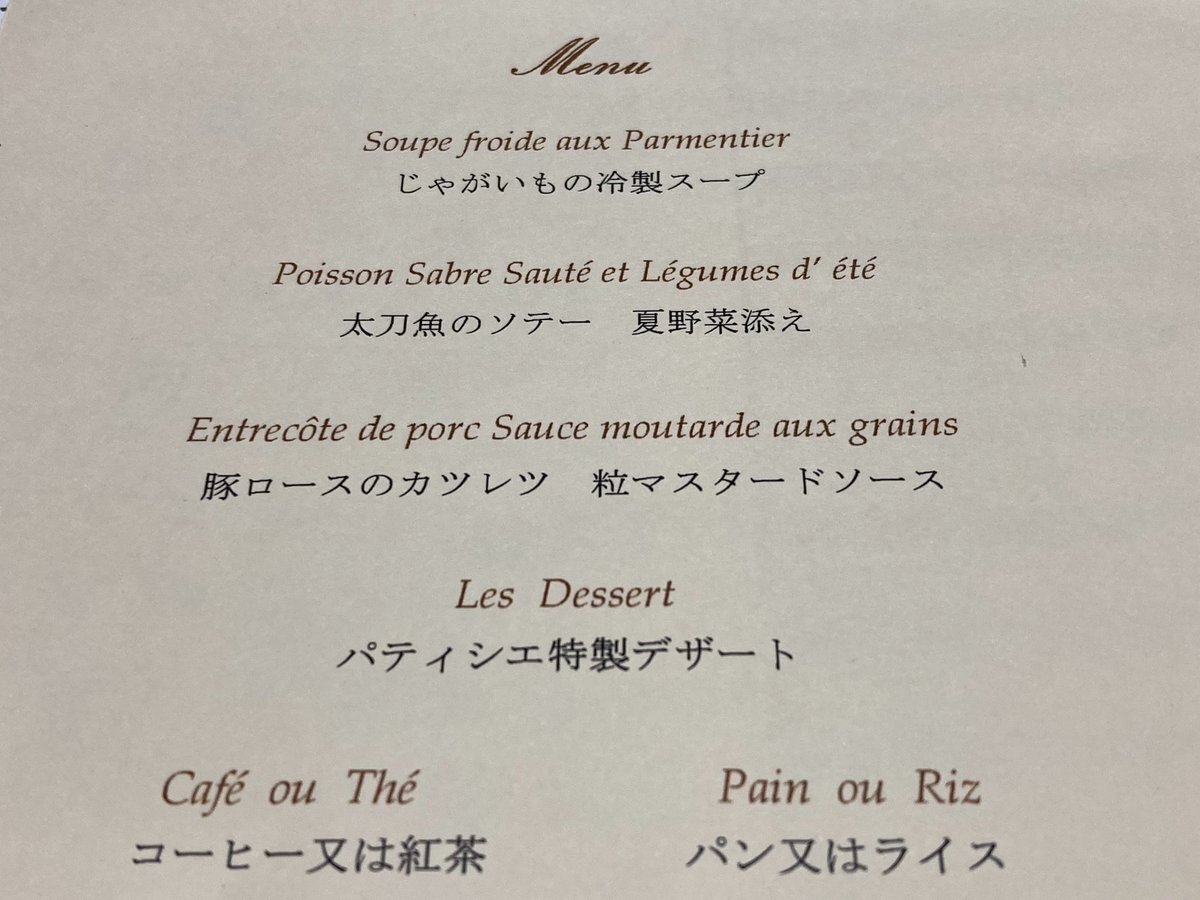 Menu
Soupe froide aux Parmentier
じゃがいもの冷製スープ
Poisson Sabre Sauté et Légumes d' été
太刀魚のソテー　夏野菜添え
Entrecôte de porc Sauce moutarde aux grains
豚ロースのカツレツ　粒マスタードソース
Les Dessert
パティシエ特製デザート
Café ou Thé
コーヒー又は紅茶
Pain ou Riz
パン又はライス